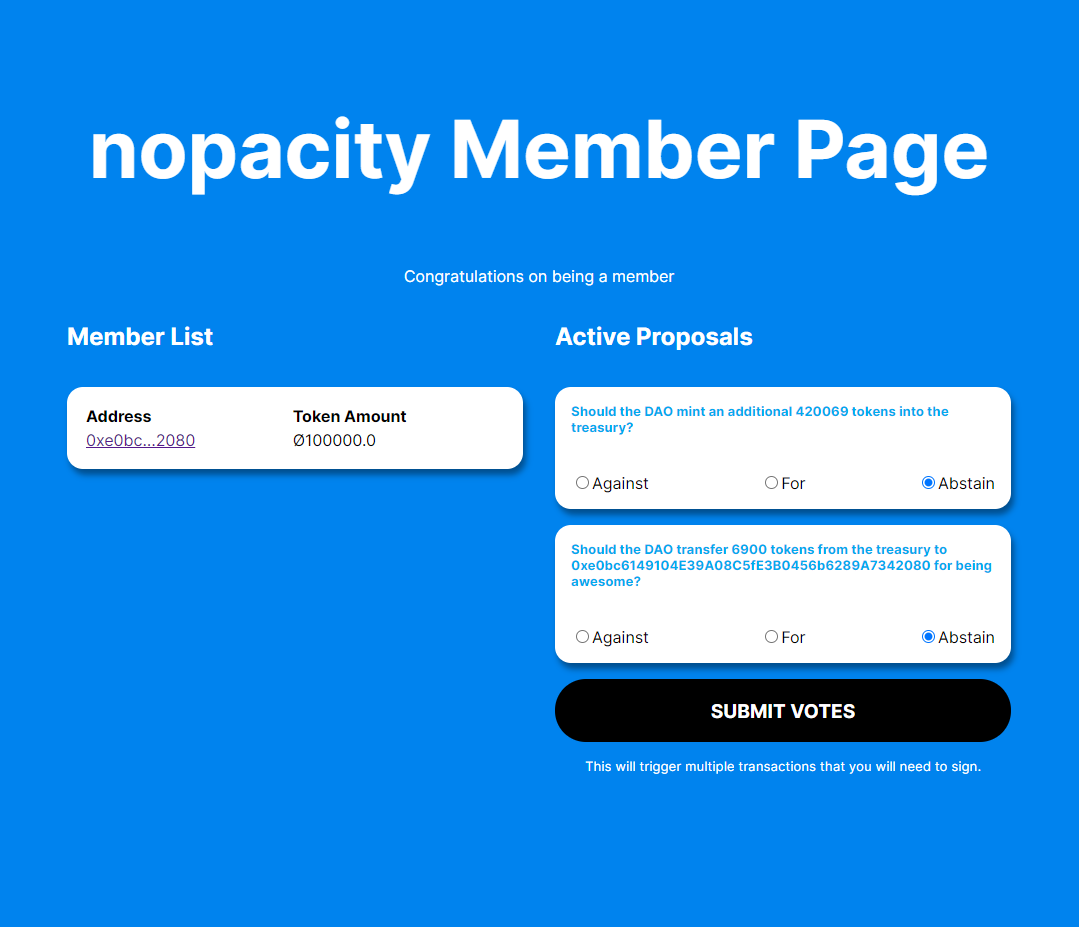 nopacity Member Page
Congratulations on being a member
Member List
Address Token Amount
0xe0bc...2080 Ø100000.0
Active Proposals
Should the DAO mint an additional 420069 tokens into the
treasury?
Against For Abstain
Should the DAO transfer 6900 tokens from the treasury to
0xe0bc6149104E39A08C5fE3B0456b6289A7342080 for being
awesome?
Against For Abstain
SUBMIT VOTES
This will trigger multiple transactions that you will need to sign.